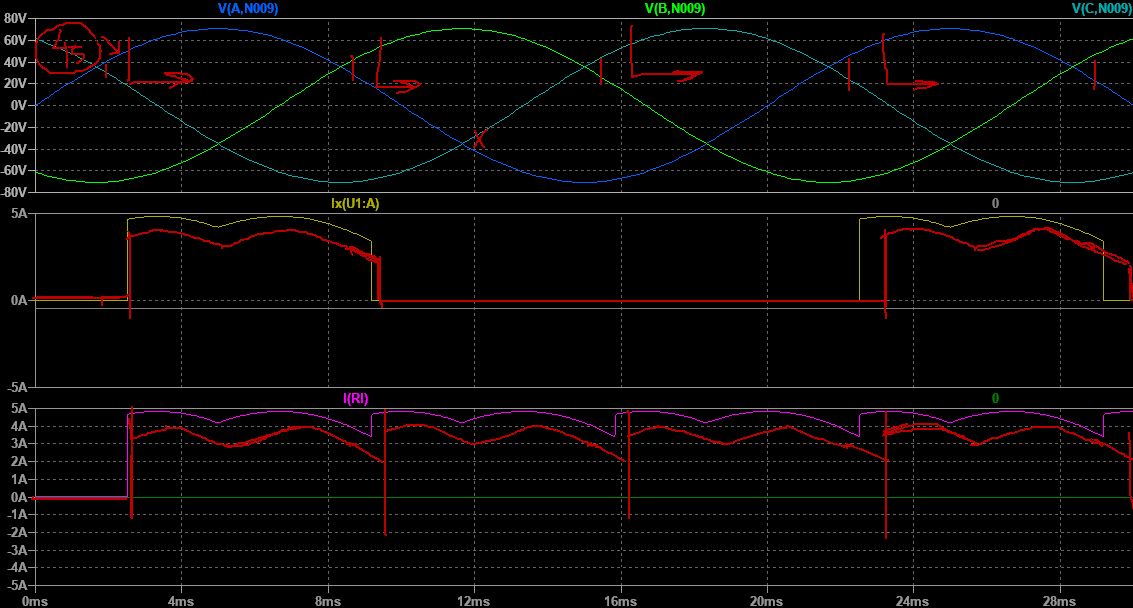 V(A,N009) V(B,N009) V(C,N009)
80V
60V
40V
20V
0V
-20V
-40V
-60V
-80V
Ix(U1:A) 0
5A
0A
-5A
I(Rl) 0
5A
4A
3A
2A
1A
0A
-1A
-2A
-3A
-4A
-5A
0ms 4ms 8ms 12ms 16ms 20ms 24ms 28ms